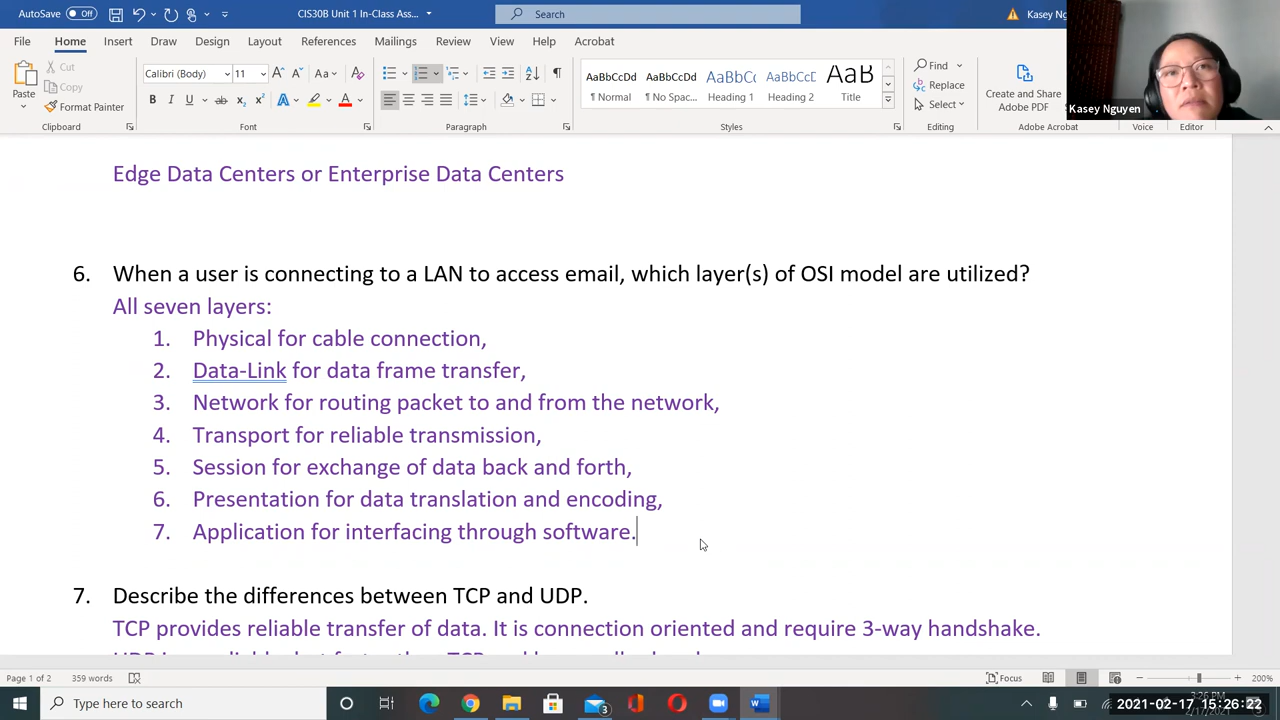 AutoSave Off CIS30B Unit 1 In-Class Ass... Search Kasey Ng
File Home Insert Draw Design Layout References Mailings Review View Help Acrobat
Paste Cut Copy Format Painter Clipboard
Calibri (Body) 11 Font
Paragraph
AaBbCcDd AaBbCcDd AaBbC AaBbCcD AaB
¶ Normal ¶ No Spac... Heading 1 Heading 2 Title
Styles
Find Replace Select Editing
Create and Share Adobe PDF Adobe Acrobat
Voice Editor
Kasey Nguyen
Edge Data Centers or Enterprise Data Centers
6. When a user is connecting to a LAN to access email, which layer(s) of OSI model are utilized?
All seven layers:
1. Physical for cable connection,
2. Data-Link for data frame transfer,
3. Network for routing packet to and from the network,
4. Transport for reliable transmission,
5. Session for exchange of data back and forth,
6. Presentation for data translation and encoding,
7. Application for interfacing through software.
7. Describe the differences between TCP and UDP.
TCP provides reliable transfer of data. It is connection oriented and require 3-way handshake.
Page 1 of 2 359 words Focus 200%
Type here to search 3 3:26 PM 2/17/2021
2021-02-17 15:26:22